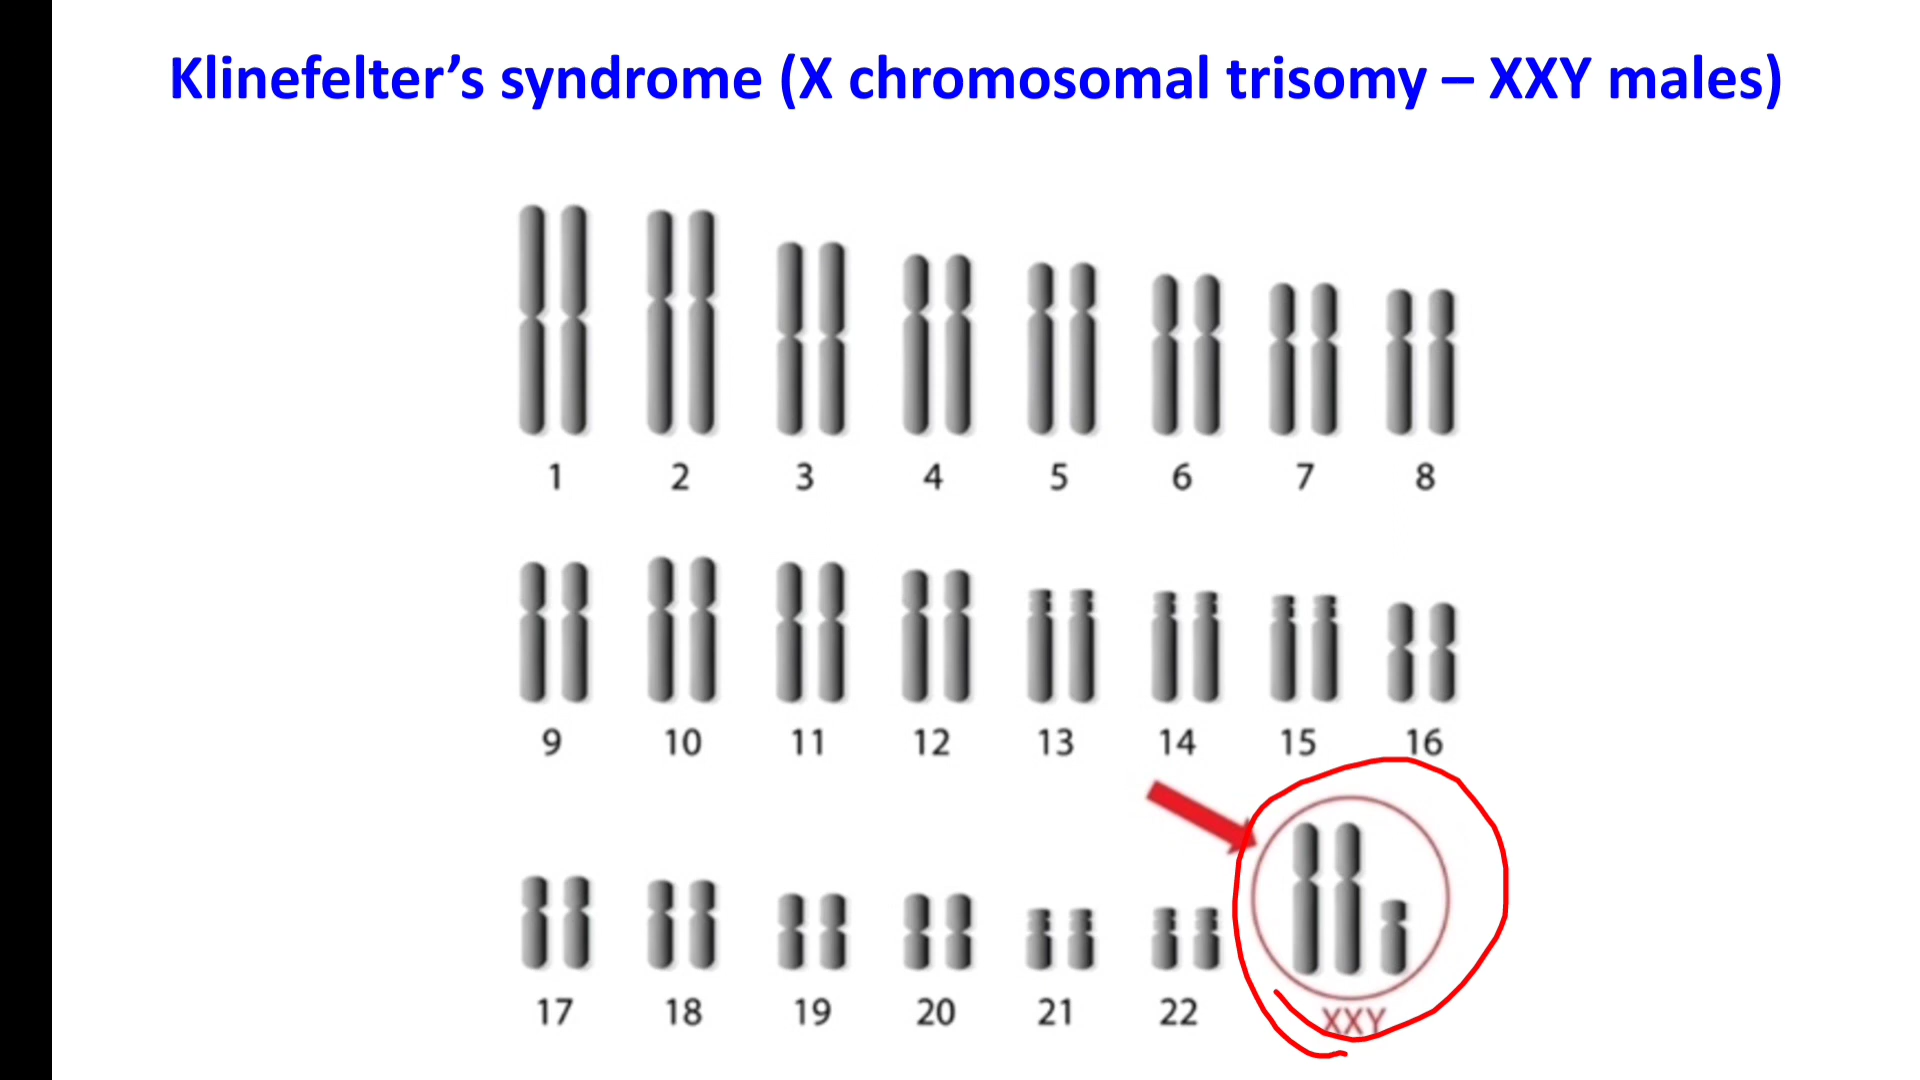 Klinefelter’s syndrome (X chromosomal trisomy – XXY males)
1 2 3 4 5 6 7 8
9 10 11 12 13 14 15 16
17 18 19 20 21 22 XXY